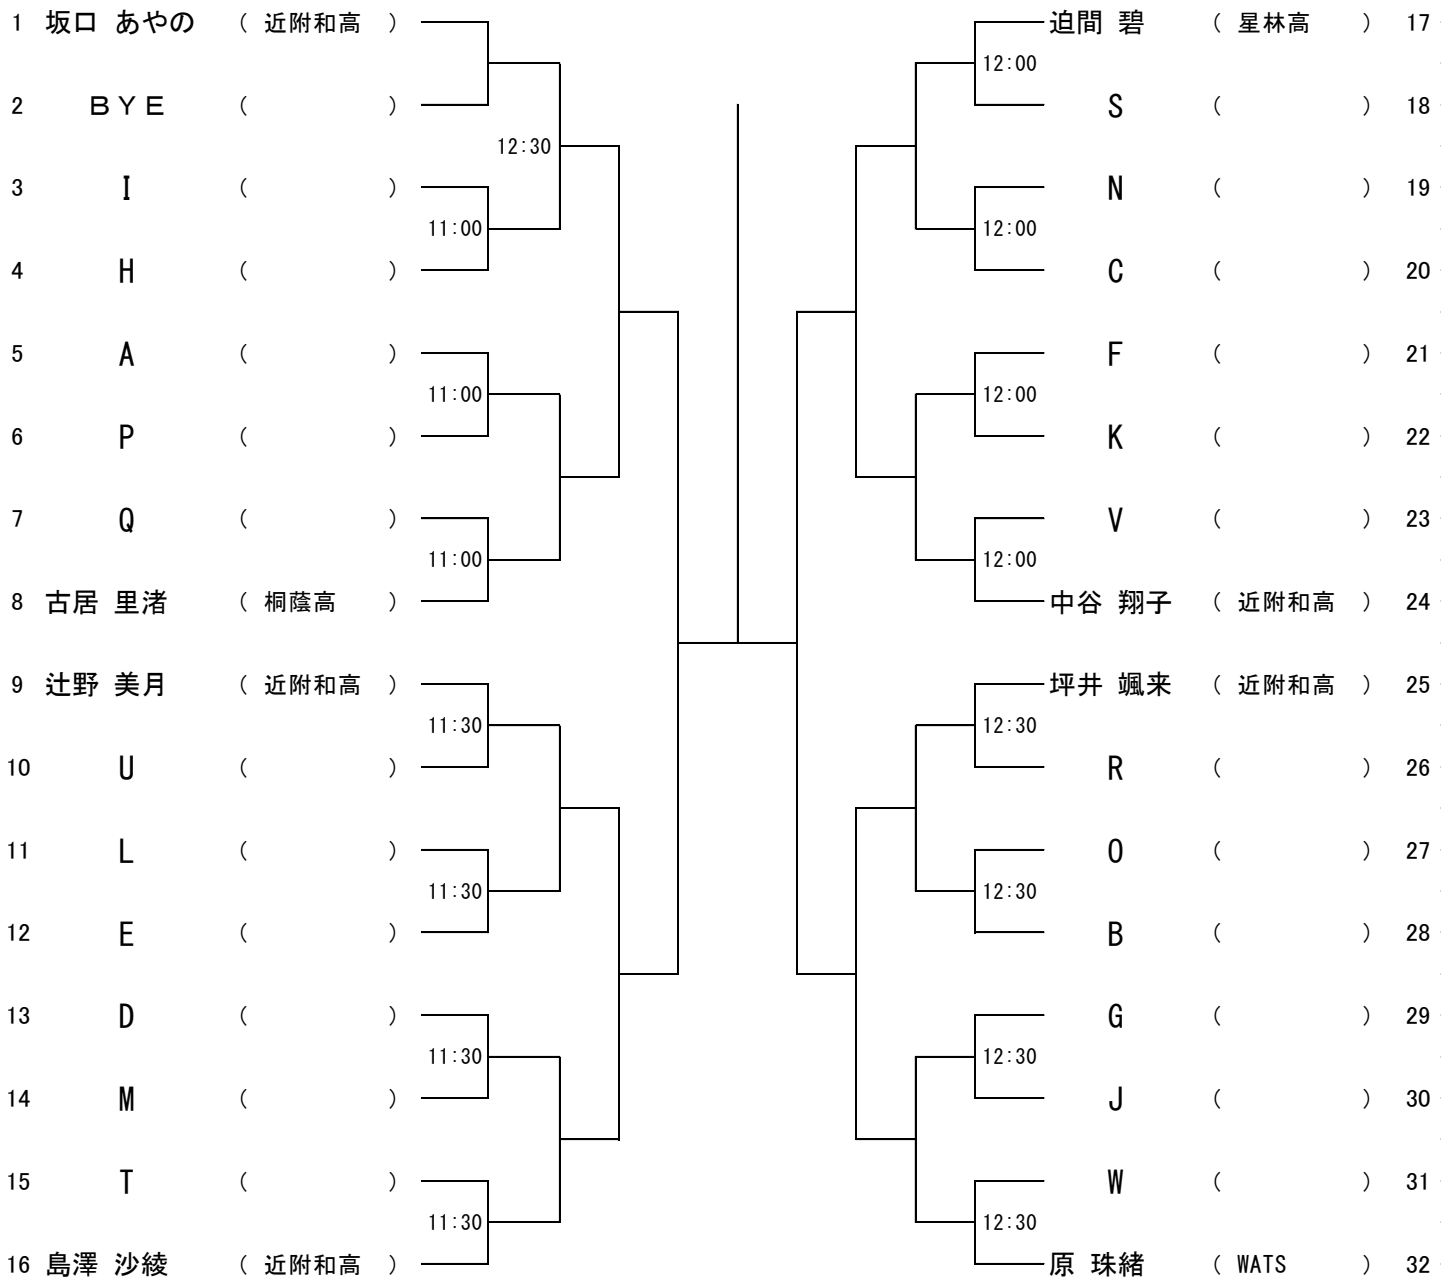 1 坂口 あやの ( 近附和高 )
2 ＢＹＥ ( )
12:30
3 I ( )
11:00
4 H ( )
5 A ( )
11:00
6 P ( )
7 Q ( )
11:00
8 古居 里渚 ( 桐蔭高 )
9 辻野 美月 ( 近附和高 )
11:30
10 U ( )
11 L ( )
11:30
12 E ( )
13 D ( )
11:30
14 M ( )
15 T ( )
11:30
16 島澤 沙綾 ( 近附和高 )
迫間 碧 ( 星林高 ) 17
12:00
S ( ) 18
N ( ) 19
12:00
C ( ) 20
F ( ) 21
12:00
K ( ) 22
V ( ) 23
12:00
中谷 翔子 ( 近附和高 ) 24
坪井 颯来 ( 近附和高 ) 25
12:30
R ( ) 26
O ( ) 27
12:30
B ( ) 28
G ( ) 29
12:30
J ( ) 30
W ( ) 31
12:30
原 珠緒 ( WATS ) 32